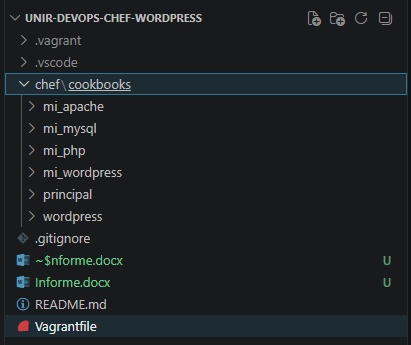 UNIR-DEVOPS-CHEF-WORDPRESS
.vagrant
.vscode
chef\cookbooks
mi_apache
mi_mysql
mi_php
mi_wordpress
principal
wordpress
.gitignore
~$nforme.docx U
Informe.docx U
README.md
Vagrantfile